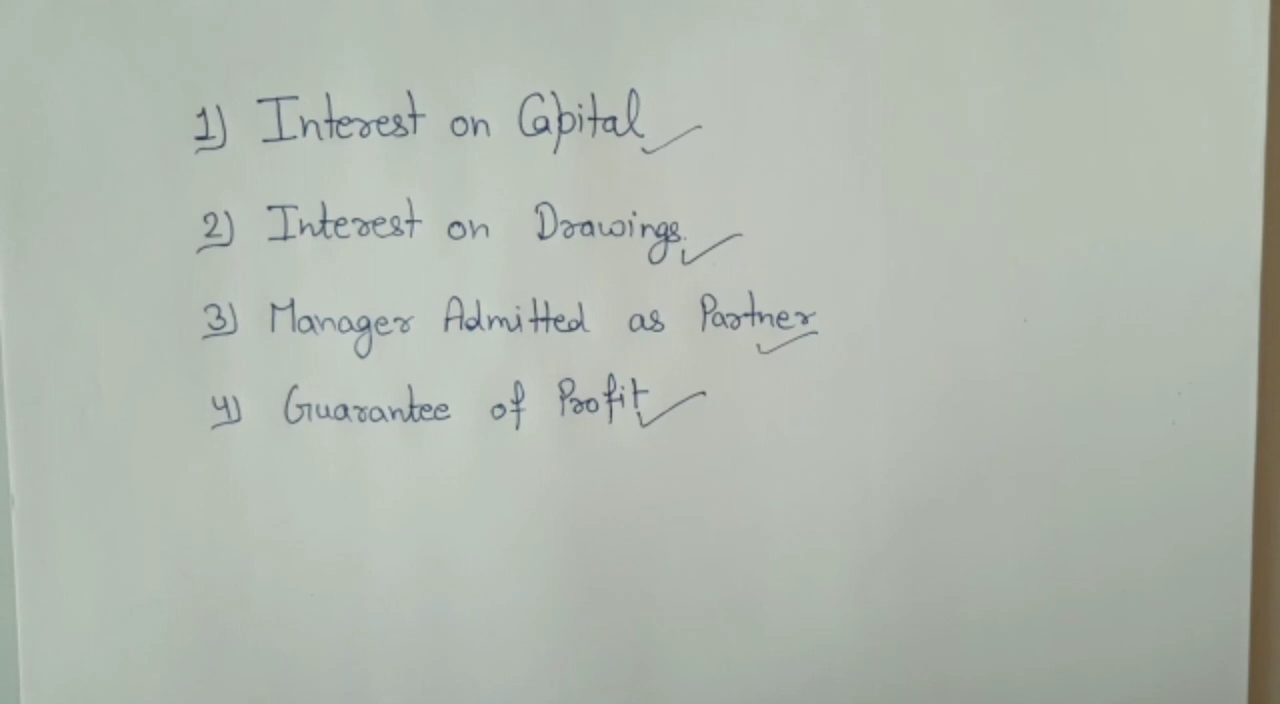 1) Interest on Capital
2) Interest on Drawings.
3) Manager Admitted as Partner
4) Guarantee of Profit